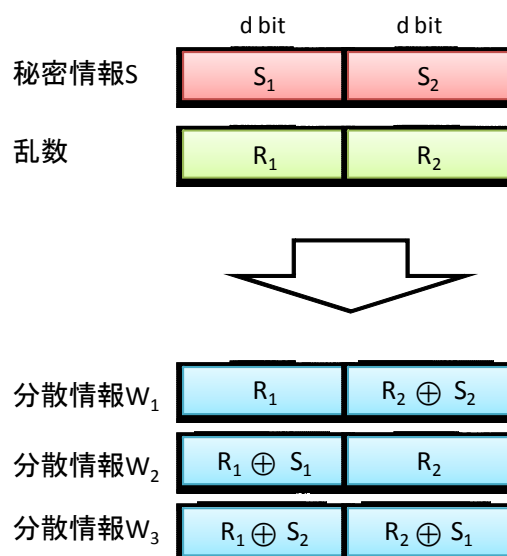 d bit d bit
秘密情報S S₁ S₂
乱数 R₁ R₂
分散情報W₁ R₁ R₂ ⊕ S₂
分散情報W₂ R₁ ⊕ S₁ R₂
分散情報W₃ R₁ ⊕ S₂ R₂ ⊕ S₁